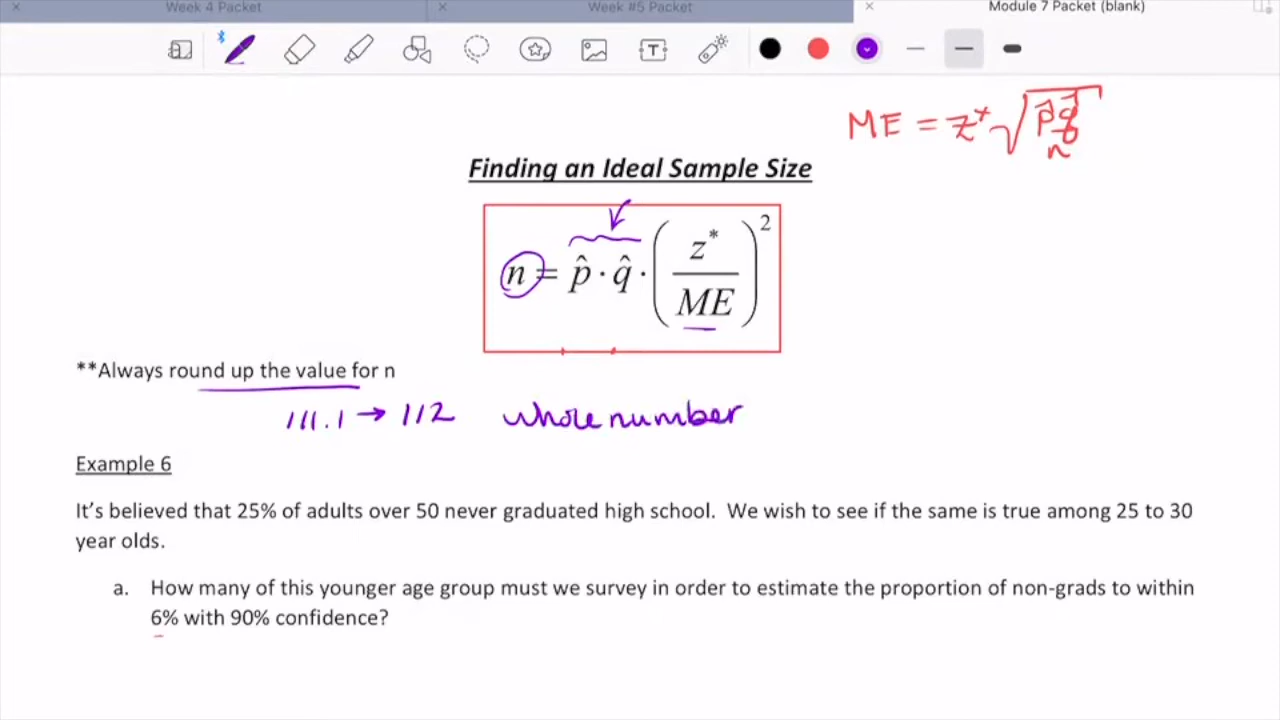 Week 4 Packet
Week #5 Packet
Module 7 Packet (blank)
ME = z* √p̂q̂/n
Finding an Ideal Sample Size
n = p̂ · q̂ · (z*/ME)²
**Always round up the value for n
111.1 → 112 whole number
Example 6
It's believed that 25% of adults over 50 never graduated high school. We wish to see if the same is true among 25 to 30
year olds.
a. How many of this younger age group must we survey in order to estimate the proportion of non-grads to within
6% with 90% confidence?